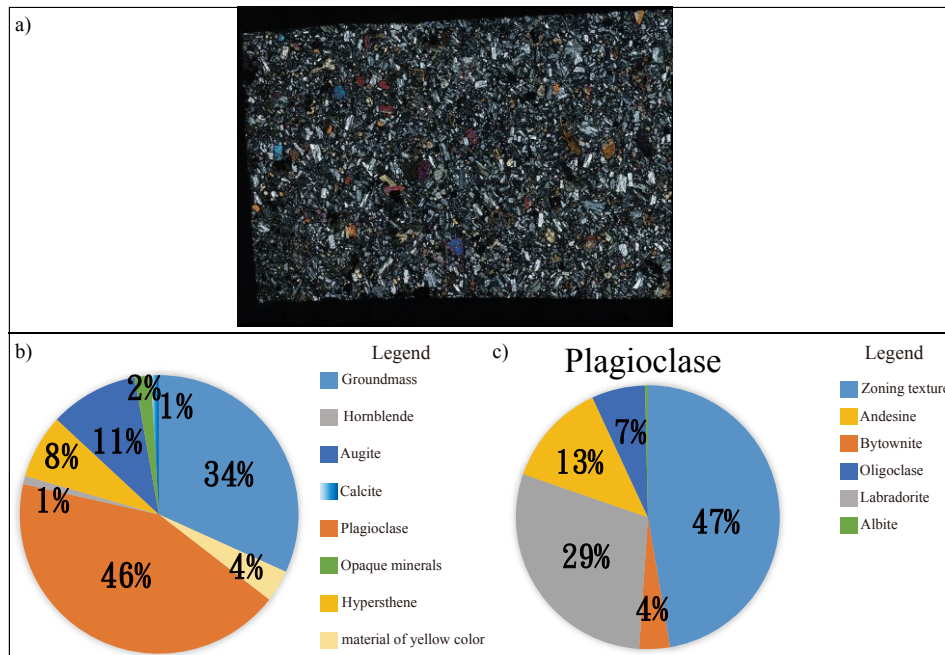 a)
b)
Legend
Groundmass
Hornblende
Augite
Calcite
Plagioclase
Opaque minerals
Hypersthene
material of yellow color
2%
1%
11%
8%
34%
1%
4%
46%
c)
Plagioclase
Legend
Zoning texture
Andesine
Bytownite
Oligoclase
Labradorite
Albite
7%
13%
47%
29%
4%